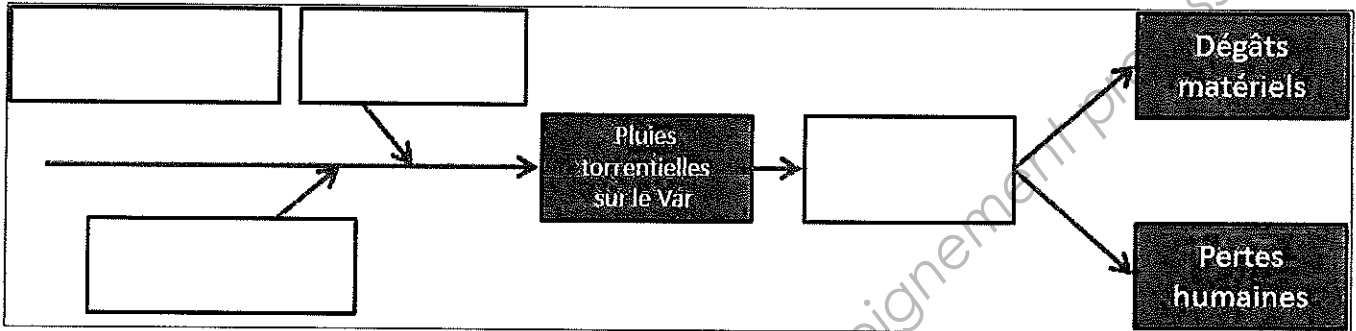 Dégâts
matériels
Pluies
torrentielles
sur le Var
Pertes
humaines